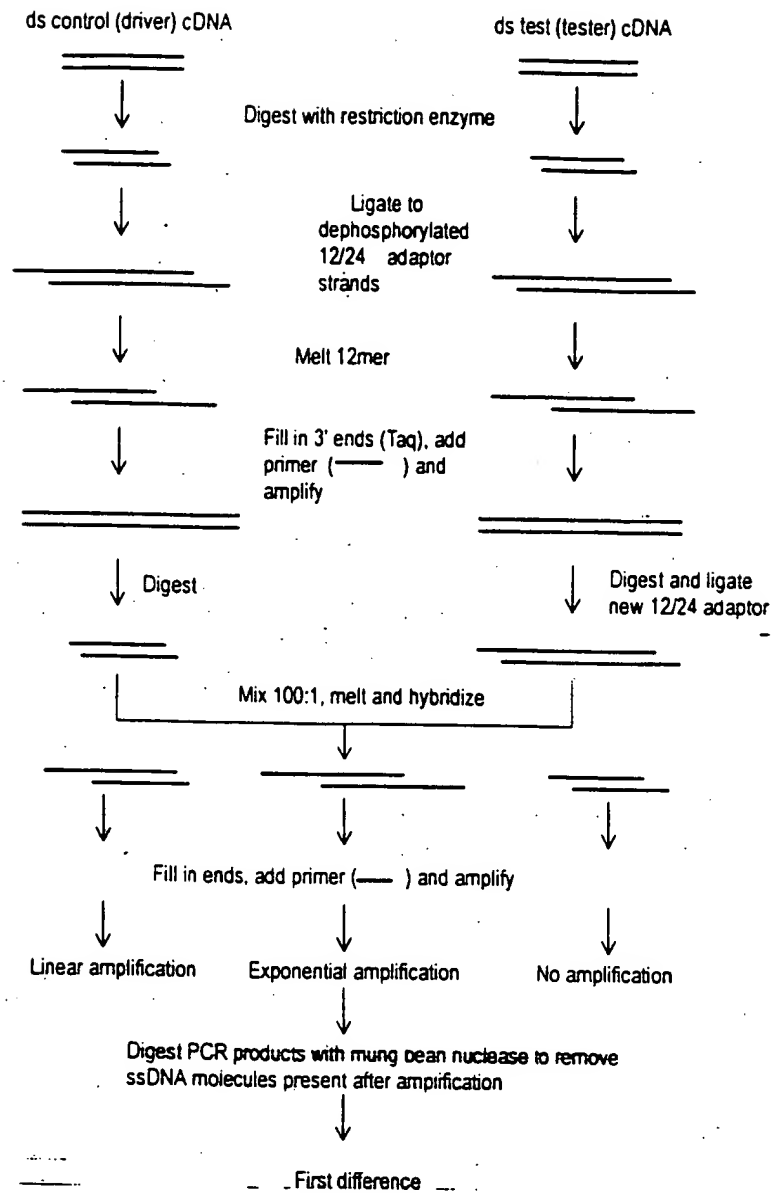 ds control (driver) cDNA
ds test (tester) cDNA
Digest with restriction enzyme
Ligate to
dephosphorylated
12/24 adaptor
strands
Melt 12mer
Fill in 3' ends (Taq), add
primer ( ) and
amplify
Digest
Digest and ligate
new 12/24 adaptor
Mix 100:1, melt and hybridize
Fill in ends, add primer ( ) and amplify
Linear amplification
Exponential amplification
No amplification
Digest PCR products with mung bean nuclease to remove
ssDNA molecules present after amplification
First difference